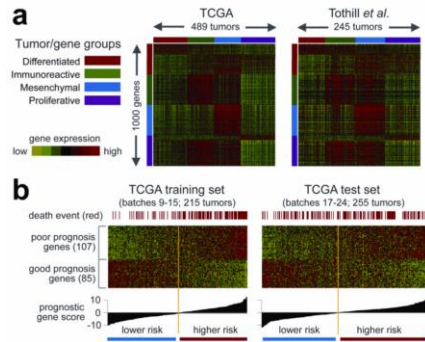 a
TCGA
489 tumors
Tothill et al.
245 tumors
Tumor/gene groups
Differentiated
Immunoreactive
Mesenchymal
Proliferative
1000 genes
gene expression
low high
b
TCGA training set
(batches 9-15; 215 tumors)
TCGA test set
(batches 17-24; 255 tumors)
death event (red)
poor prognosis
genes (107)
good prognosis
genes (85)
prognostic
gene score
10
0
-10
lower risk higher risk
lower risk higher risk